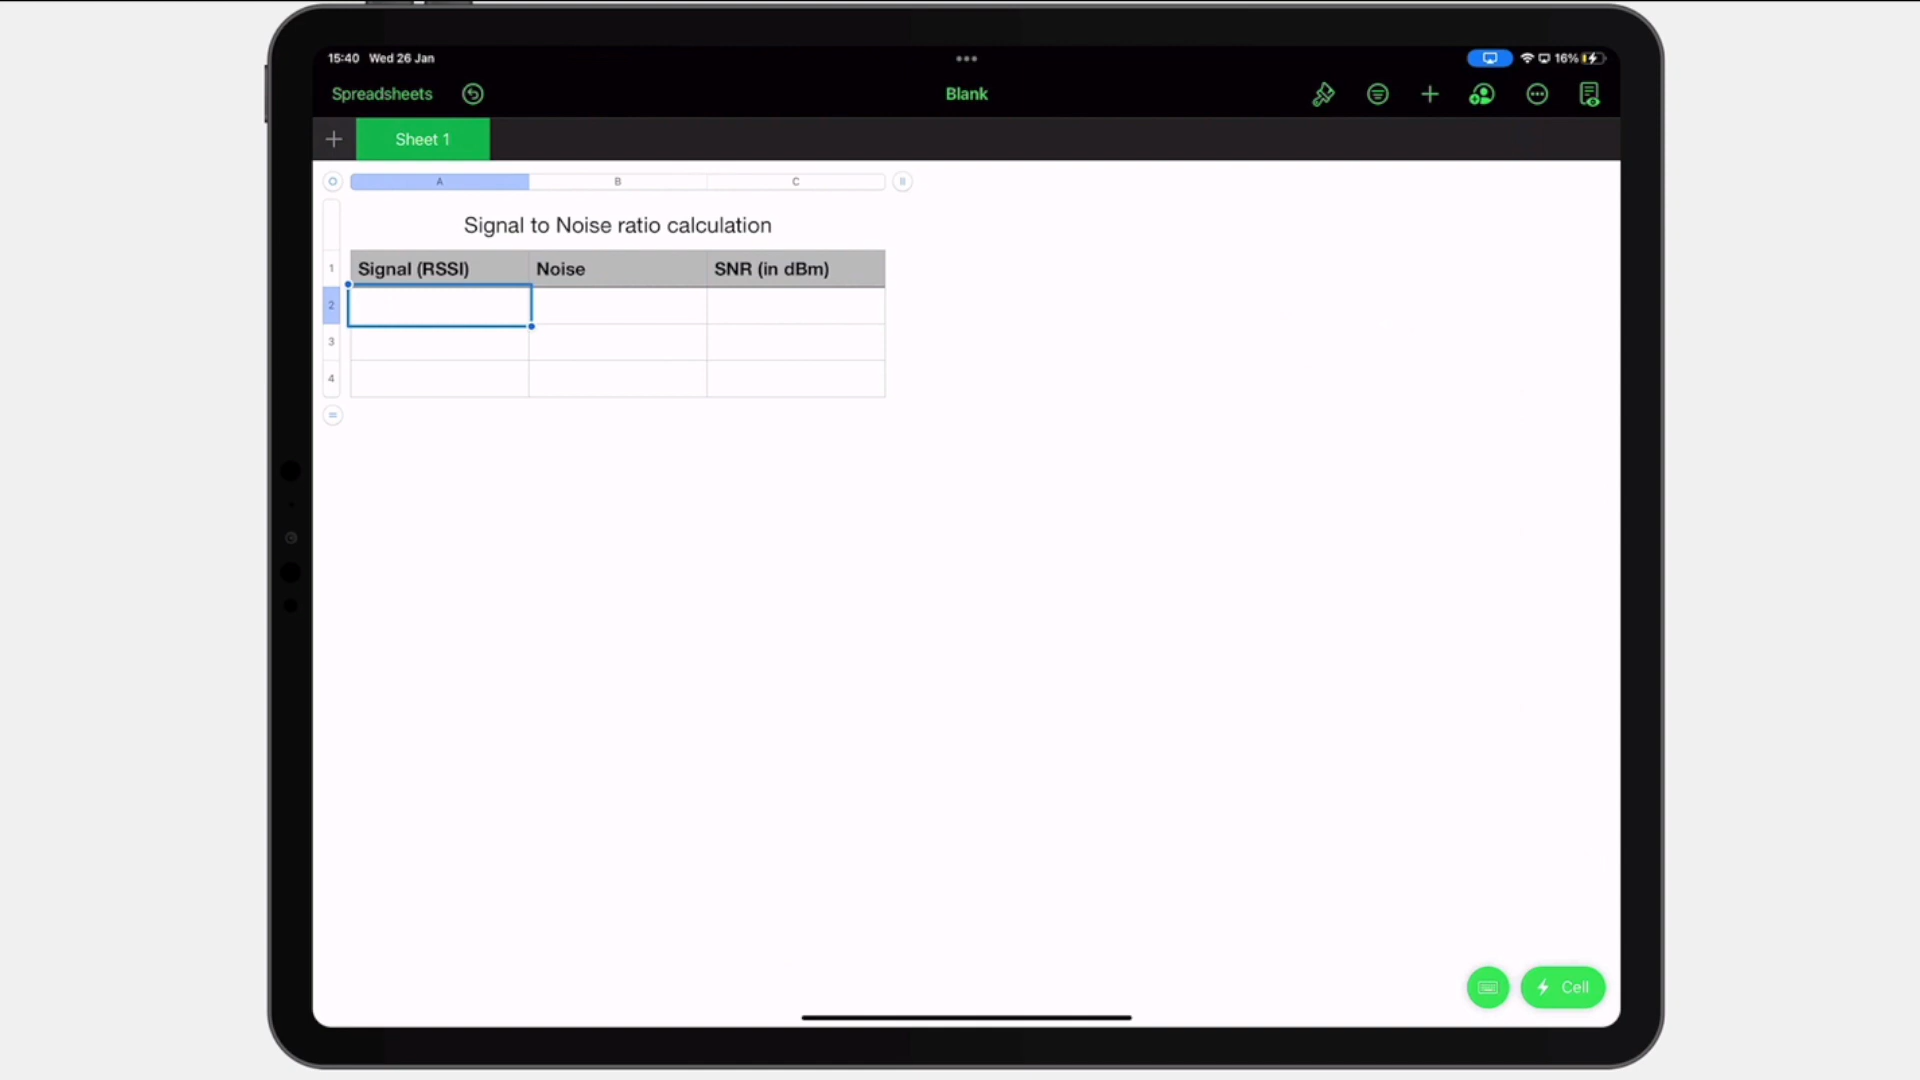 15:40 Wed 26 Jan
16%
Spreadsheets
Blank
Sheet 1
A B C
Signal to Noise ratio calculation
1 Signal (RSSI) Noise SNR (in dBm)
2
3
4
Cell